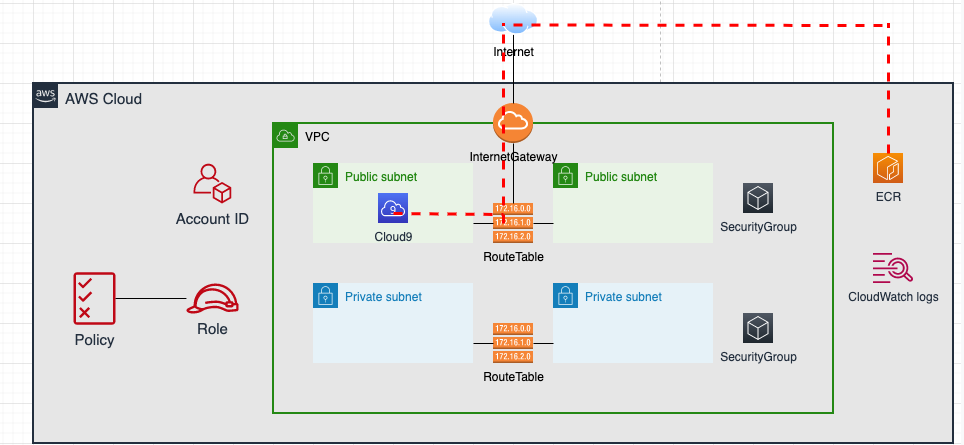 Internet
aws
AWS Cloud
VPC
InternetGateway
Public subnet
Public subnet
ECR
Account ID
Cloud9
172.16.0.0
172.16.1.0
172.16.2.0
SecurityGroup
RouteTable
CloudWatch logs
Private subnet
Private subnet
Policy
Role
172.16.0.0
172.16.1.0
172.16.2.0
SecurityGroup
RouteTable